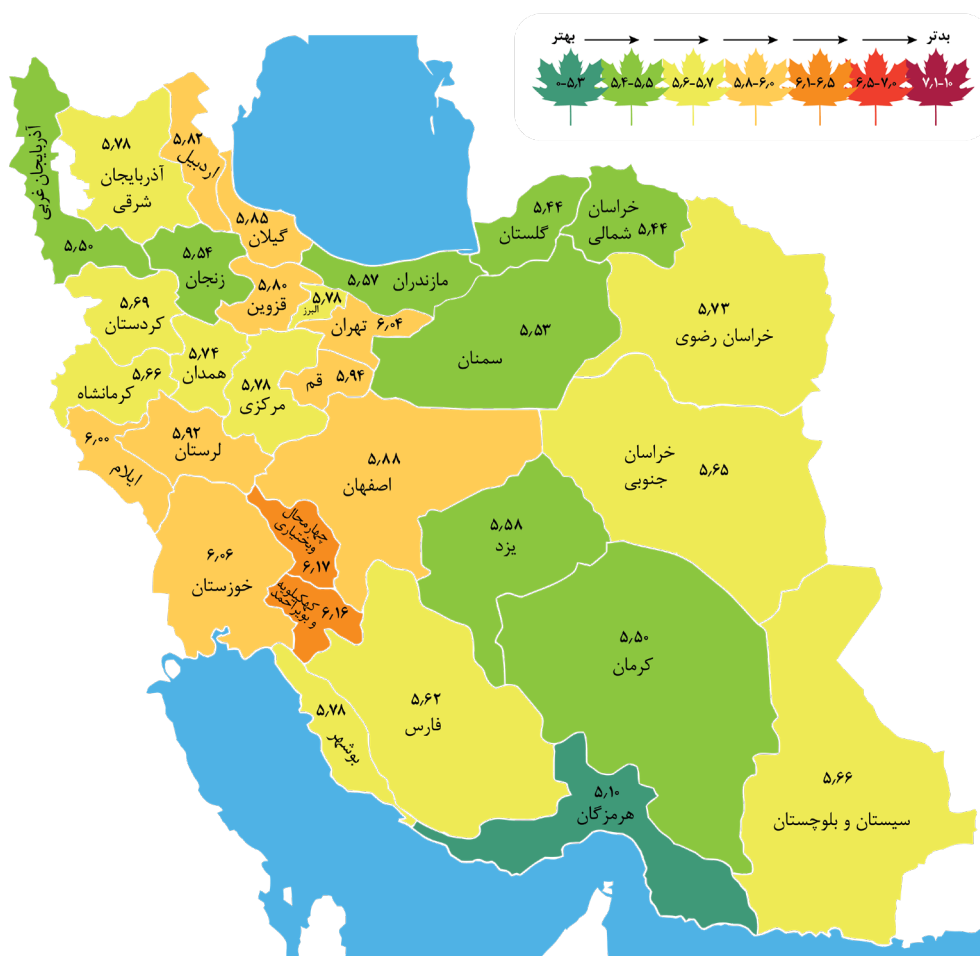 بهتر
بدتر
۰-۵٫۳
۵٫۴-۵٫۵
۵٫۶-۵٫۷
۵٫۸-۶٫۰
۶٫۱-۶٫۵
۶٫۵-۷٫۰
۷٫۱-۱۰
آذربایجان غربی
۵٫۵۰
۵٫۷۸
آذربایجان
شرقی
۵٫۸۲
اردبیل
۵٫۸۵
گیلان
۵٫۵۴
زنجان
۵٫۸۰
قزوین
۵٫۷۸
البرز
۵٫۵۷ مازندران
۵٫۴۴
گلستان
خراسان
شمالی ۵٫۴۴
۵٫۷۳
خراسان رضوی
۵٫۶۹
کردستان
۵٫۷۴
همدان
تهران ۶٫۰۴
۵٫۵۳
سمنان
۵٫۶۶
کرمانشاه
۵٫۷۸
مرکزی
قم ۵٫۹۴
۶٫۰۰
ایلام
۵٫۹۲
لرستان
۵٫۸۸
اصفهان
خراسان
جنوبی
۵٫۶۵
۶٫۰۶
خوزستان
چهارمحال
وبختیاری
۶٫۱۷
کهکیلویه
و بویراحمد
۶٫۱۶
۵٫۵۸
یزد
۵٫۵۰
کرمان
۵٫۶۲
فارس
۵٫۷۸
بوشهر
۵٫۱۰
هرمزگان
۵٫۶۶
سیستان و بلوچستان